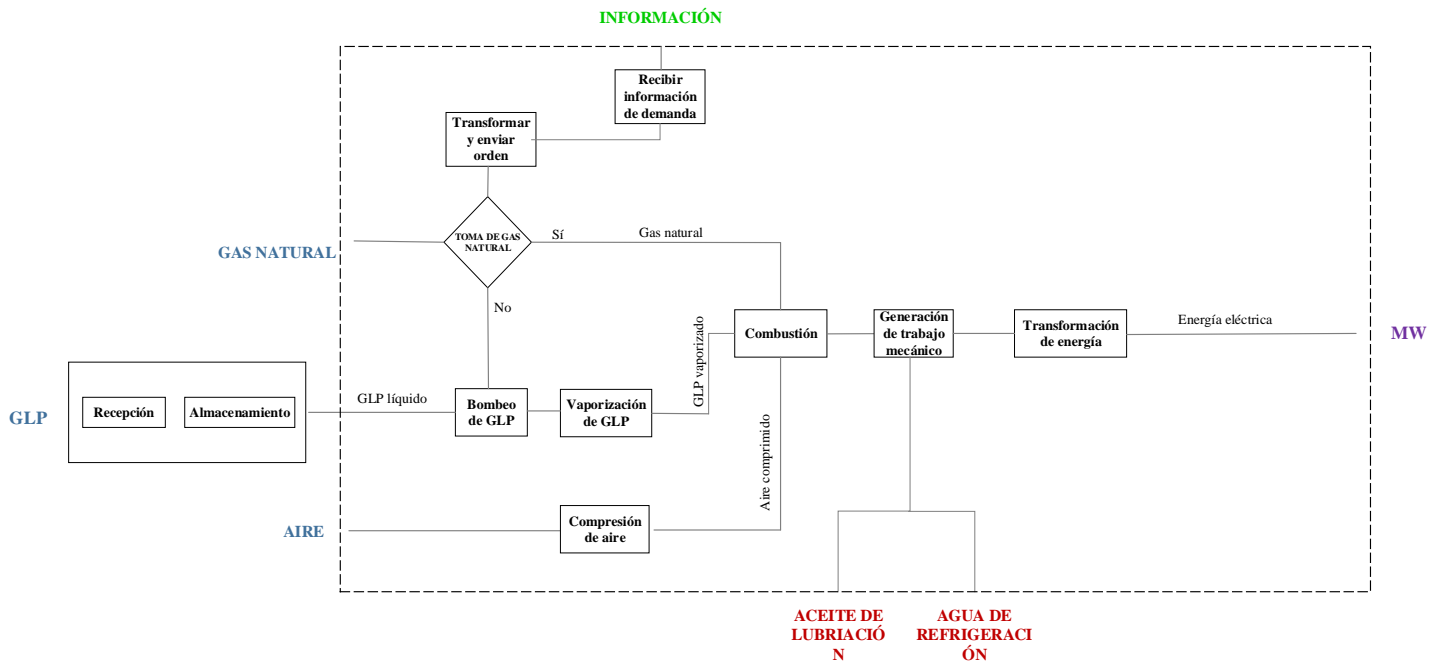 INFORMACIÓN
Recibir
información
de demanda
Transformar
y enviar
orden
GAS NATURAL
TOMA DE GAS
NATURAL
Sí
Gas natural
No
GLP vaporizado
Combustión
Generación
de trabajo
mecánico
Transformación
de energía
Energía eléctrica
MW
GLP
Recepción
Almacenamiento
GLP líquido
Bombeo
de GLP
Vaporización
de GLP
Aire comprimido
AIRE
Compresión
de aire
ACEITE DE
LUBRIACIÓ
N
AGUA DE
REFRIGERACI
ÓN